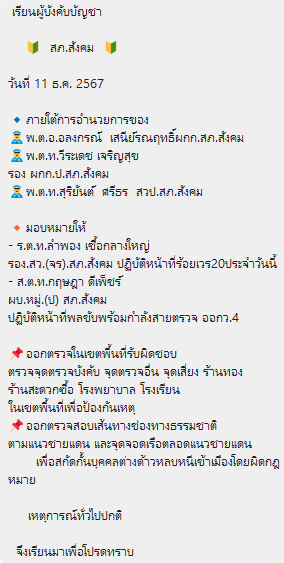 เรียนผู้บังคับบัญชา
🔰 สภ.สังคม 🔰
วันที่ 11 ธ.ค. 2567
🔹ภายใต้การอำนวยการของ
👮พ.ต.อ.อลงกรณ์ เสนีย์รณฤทธิ์ผกก.สภ.สังคม
👮พ.ต.ท.วีระเดช เจริญสุข
รอง ผกก.ป.สภ.สังคม
👮พ.ต.ท.สุริยันต์ ศรีธร สวป.สภ.สังคม
🔸มอบหมายให้
- ร.ต.ท.ลำพอง เชื้อกลางใหญ่
รอง.สว.(จร).สภ.สังคม ปฏิบัติหน้าที่ร้อยเวร20ประจำวันนี้
- ส.ต.ท.กฤษฎา ดีเพ็ชร์
ผบ.หมู่.(ป) สภ.สังคม
ปฏิบัติหน้าที่พลขับพร้อมกำลังสายตรวจ ออกว.4
📌ออกตรวจในเขตพื้นที่รับผิดชอบ
ตรวจจุดตรวจบังคับ จุดตรวจอื่น จุดเสี่ยง ร้านทอง
ร้านสะดวกซื้อ โรงพยาบาล โรงเรียน
ในเขตพื้นที่เพื่อป้องกันเหตุ
📌ออกตรวจสอบเส้นทางช่องทางธรรมชาติ
ตามแนวชายแดน และจุดจอดเรือตลอดแนวชายแดน
เพื่อสกัดกั้นบุคคลต่างด้าวหลบหนีเข้าเมืองโดยผิดกฎ
หมาย
เหตุการณ์ทั่วไปปกติ
จึงเรียนมาเพื่อโปรดทราบ